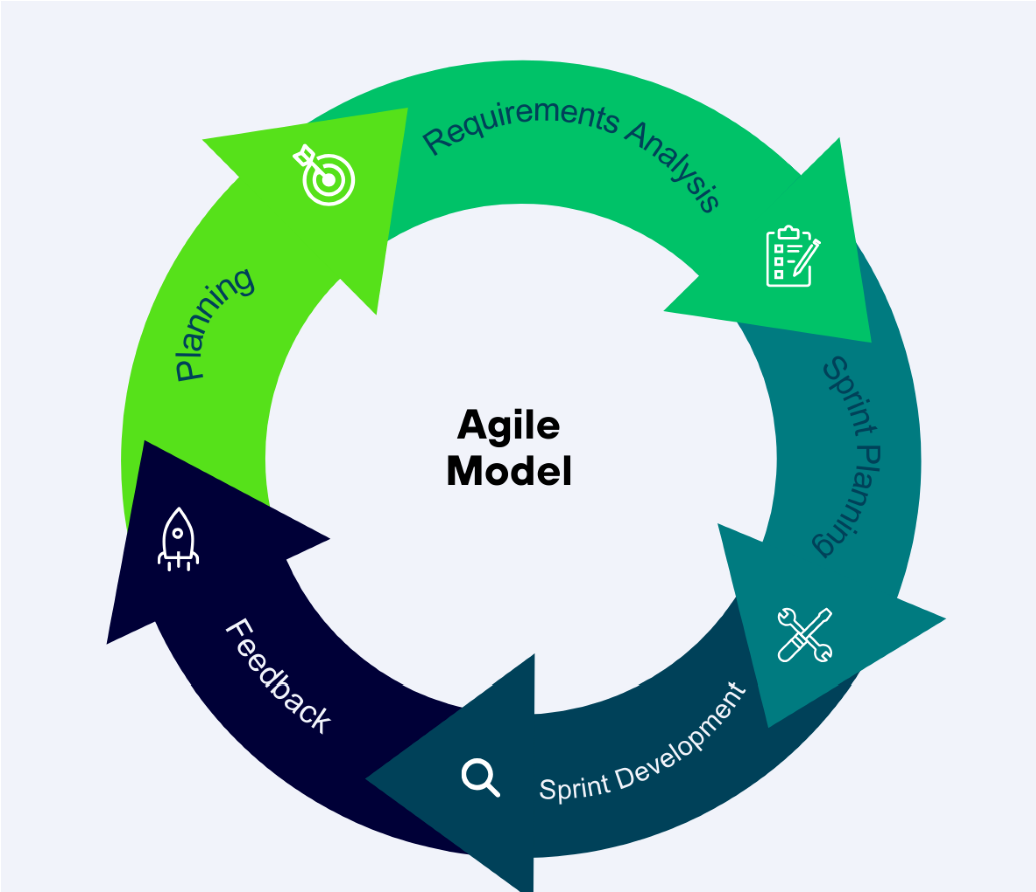 Agile
Model
Planning
Requirements Analysis
Sprint Planning
Sprint Development
Feedback